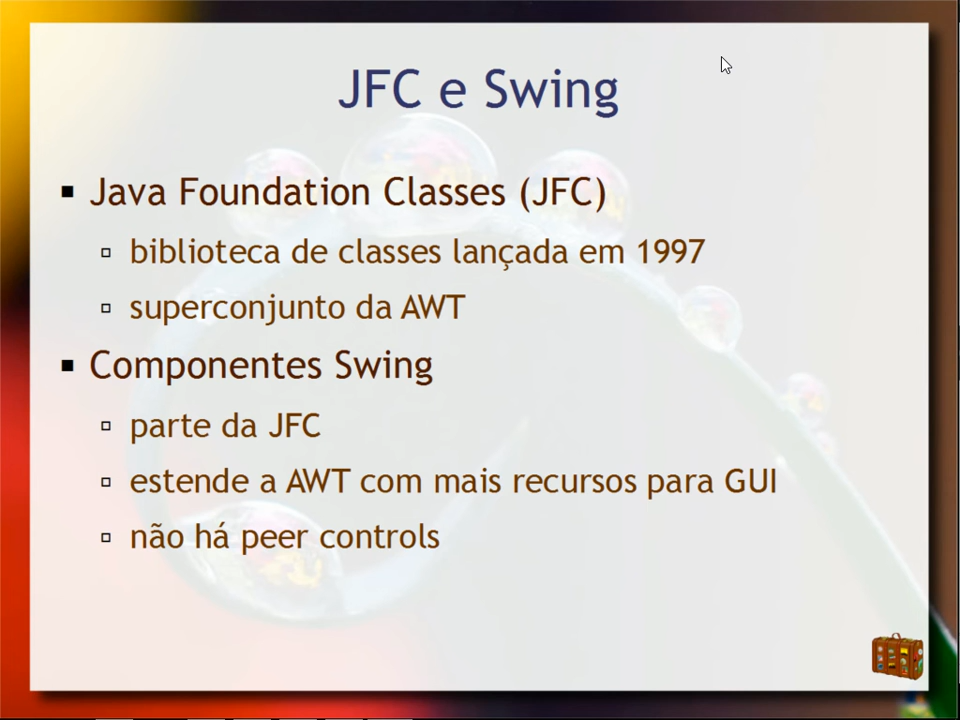 JFC e Swing
Java Foundation Classes (JFC)
biblioteca de classes lançada em 1997
superconjunto da AWT
Componentes Swing
parte da JFC
estende a AWT com mais recursos para GUI
não há peer controls